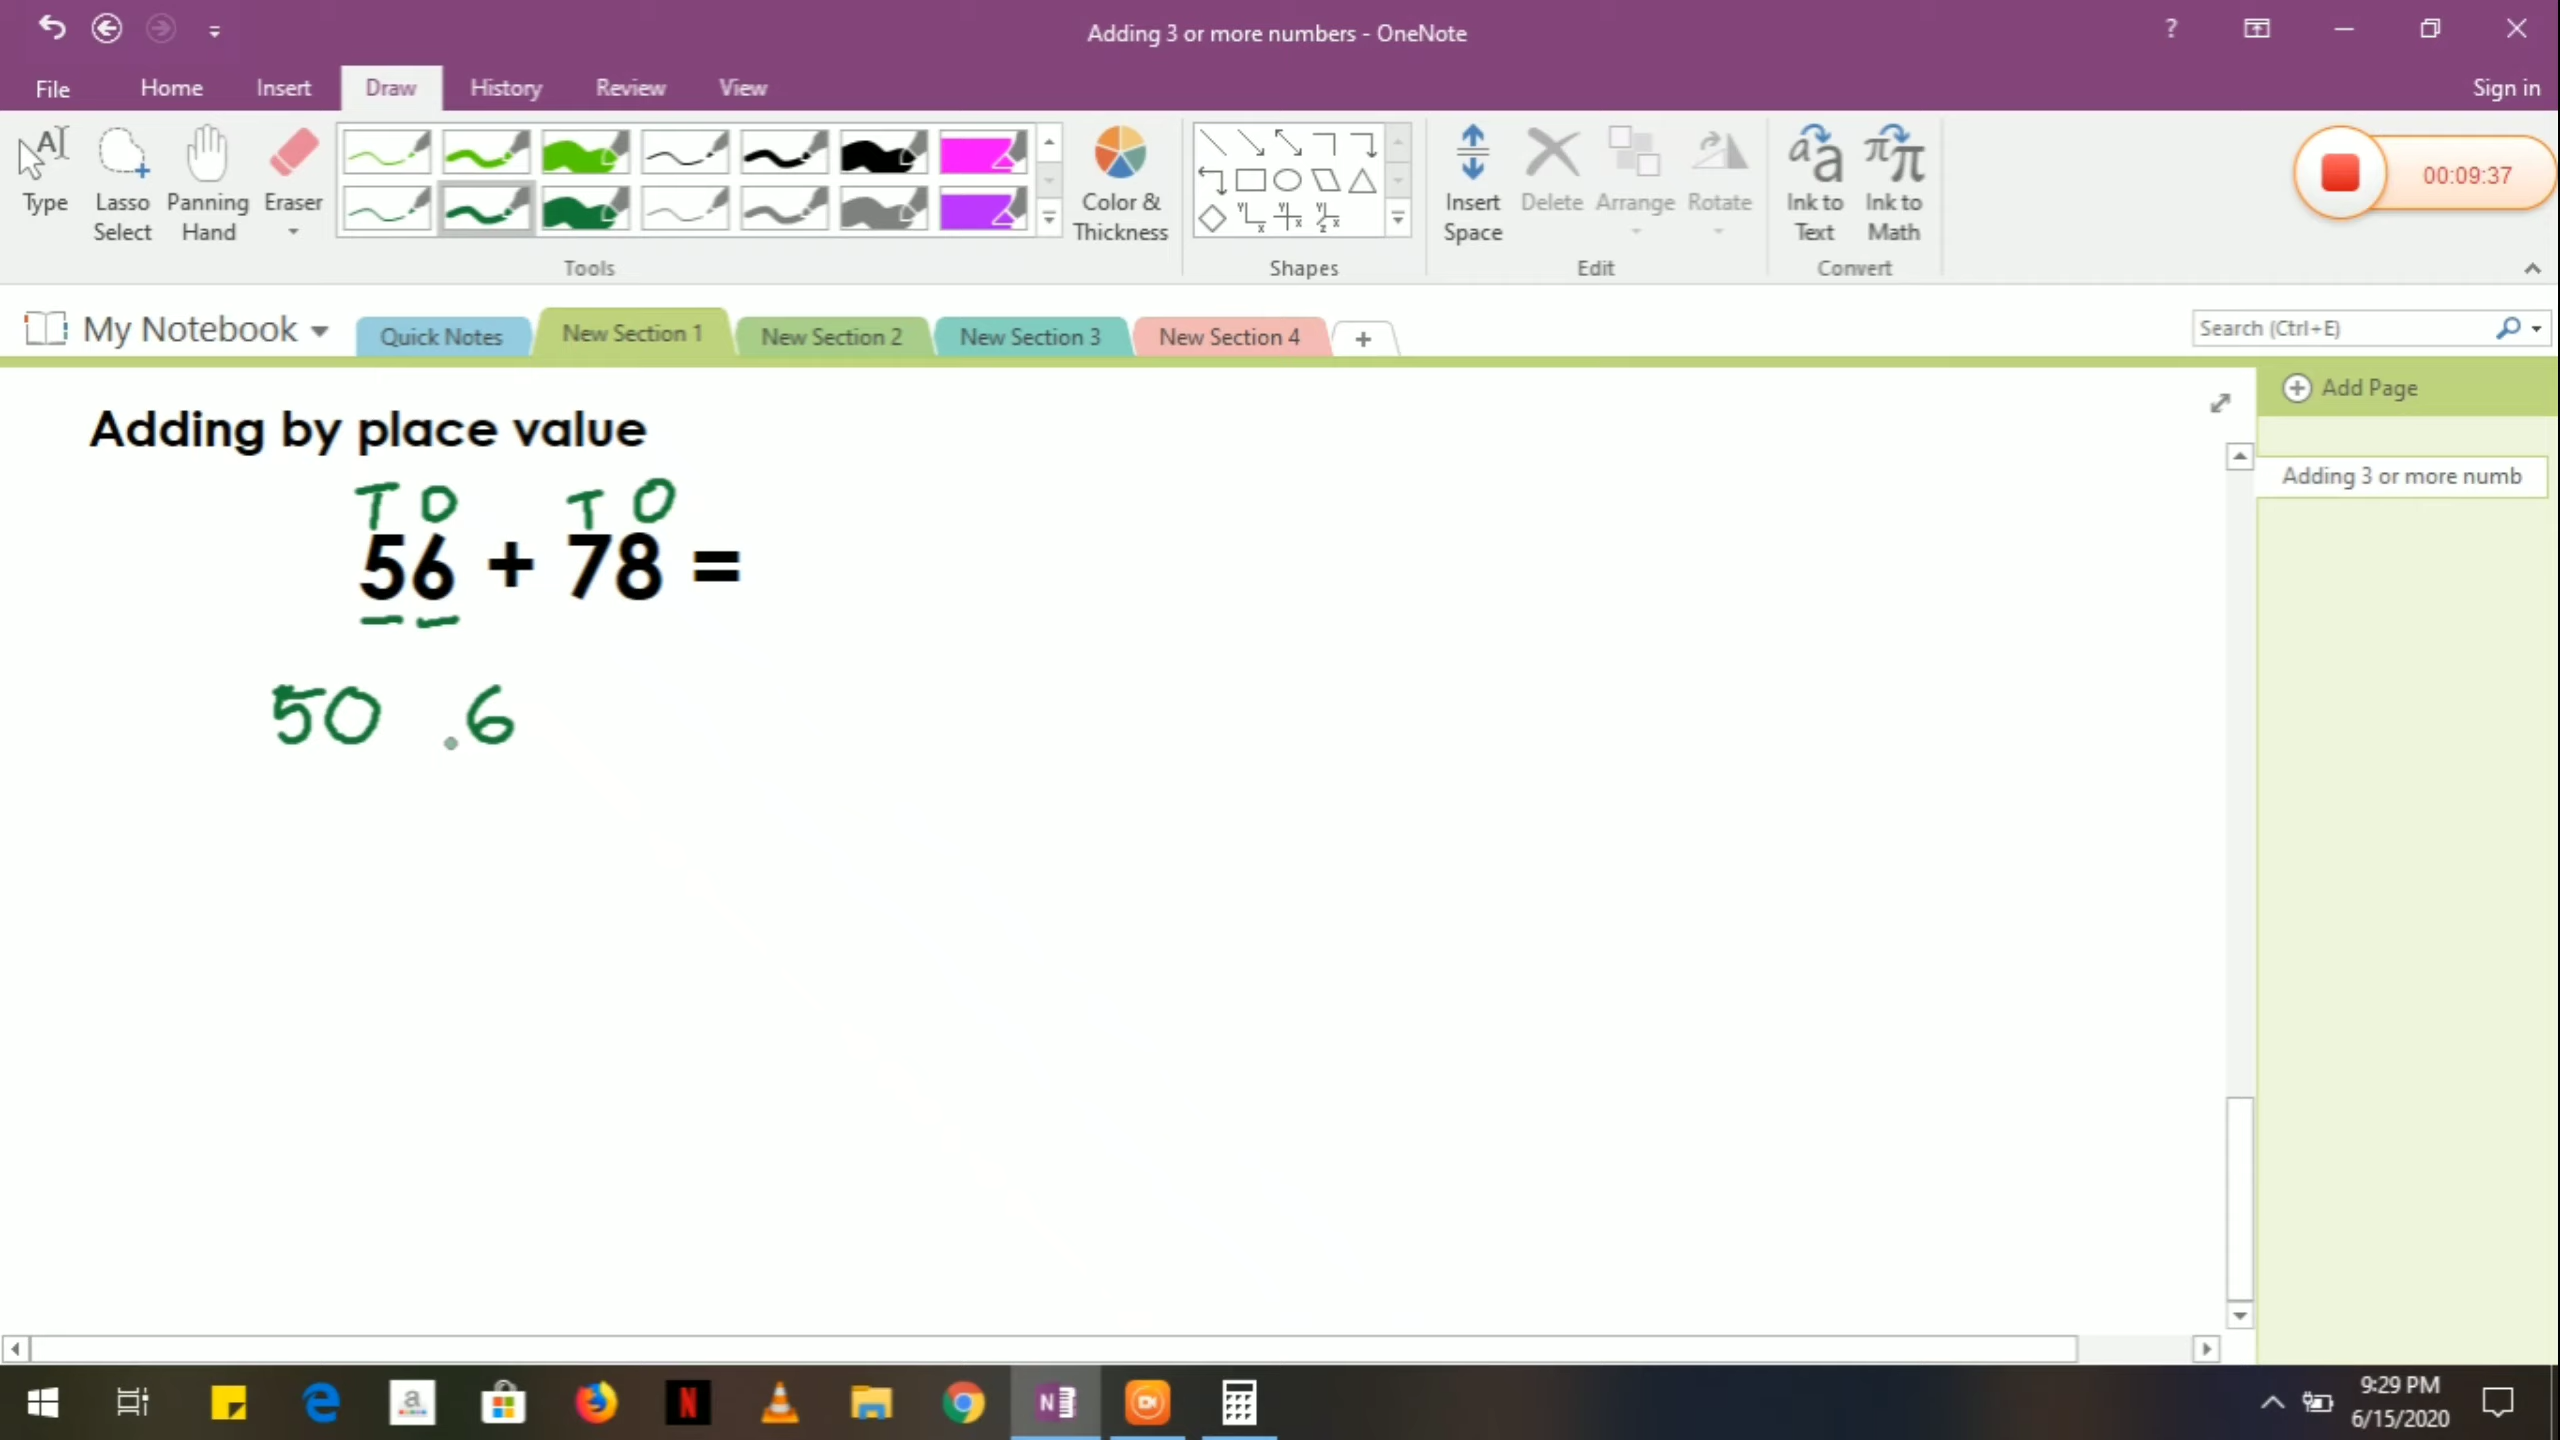 Adding 3 or more numbers - OneNote
?
File Home Insert Draw History Review View Sign in
Type
Lasso
Select
Panning
Hand
Eraser
Color &
Thickness
Insert
Space
Delete Arrange Rotate
Ink to
Text
Ink to
Math
00:09:37
Tools Shapes Edit Convert
My Notebook Quick Notes New Section 1 New Section 2 New Section 3 New Section 4 + Search (Ctrl+E)
Add Page
Adding by place value
Adding 3 or more numb
T O T O
56 + 78 =
50 6
9:29 PM
6/15/2020